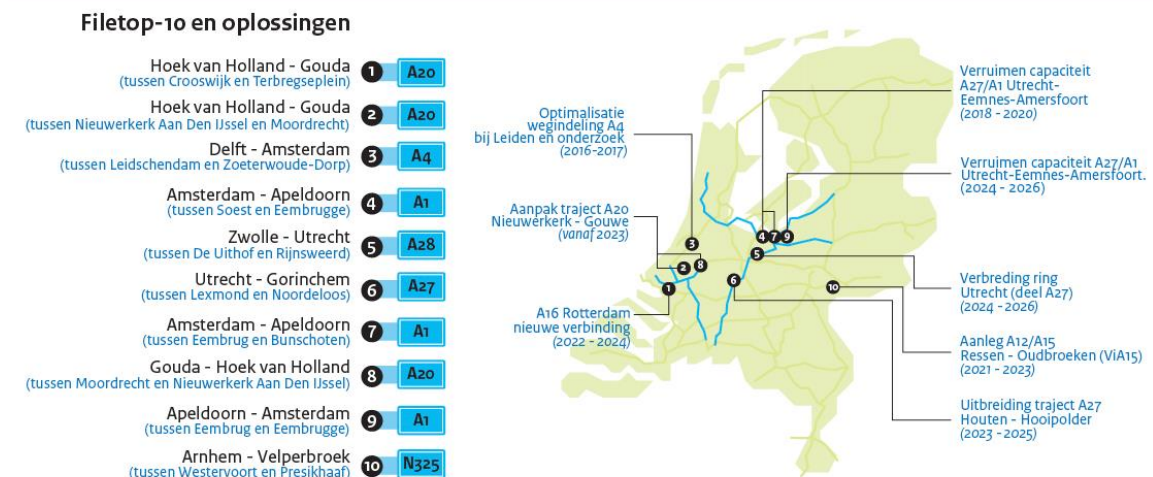 Filetop-10 en oplossingen
Hoek van Holland - Gouda
(tussen Crooswijk en Terbregseplein)
1
A20
Hoek van Holland - Gouda
(tussen Nieuwerkerk Aan Den IJssel en Moordrecht)
2
A20
Delft - Amsterdam
(tussen Leidschendam en Zoeterwoude-Dorp)
3
A4
Amsterdam - Apeldoorn
(tussen Soest en Eembrugge)
4
A1
Zwolle - Utrecht
(tussen De Uithof en Rijnsweerd)
5
A28
Utrecht - Gorinchem
(tussen Lexmond en Noordeloos)
6
A27
Amsterdam - Apeldoorn
(tussen Eembrug en Bunschoten)
7
A1
Gouda - Hoek van Holland
(tussen Moordrecht en Nieuwerkerk Aan Den IJssel)
8
A20
Apeldoorn - Amsterdam
(tussen Eembrug en Eembrugge)
9
A1
Arnhem - Velperbroek
(tussen Westervoort en Presikhaaf)
10
N325
Optimalisatie
wegindeling A4
bij Leiden en onderzoek
(2016-2017)
Aanpak traject A20
Nieuwerkerk - Gouwe
(vanaf 2023)
A16 Rotterdam
nieuwe verbinding
(2022 - 2024)
4 7 9
3
5
8
2
6
1
10
Verruimen capaciteit
A27/A1 Utrecht-
Eemnes-Amersfoort
(2018 - 2020)
Verruimen capaciteit A27/A1
Utrecht-Eemnes-Amersfoort.
(2024 - 2026)
Verbreding ring
Utrecht (deel A27)
(2024 - 2026)
Aanleg A12/A15
Ressen - Oudbroeken (ViA15)
(2021 - 2023)
Uitbreiding traject A27
Houten - Hooipolder
(2023 - 2025)